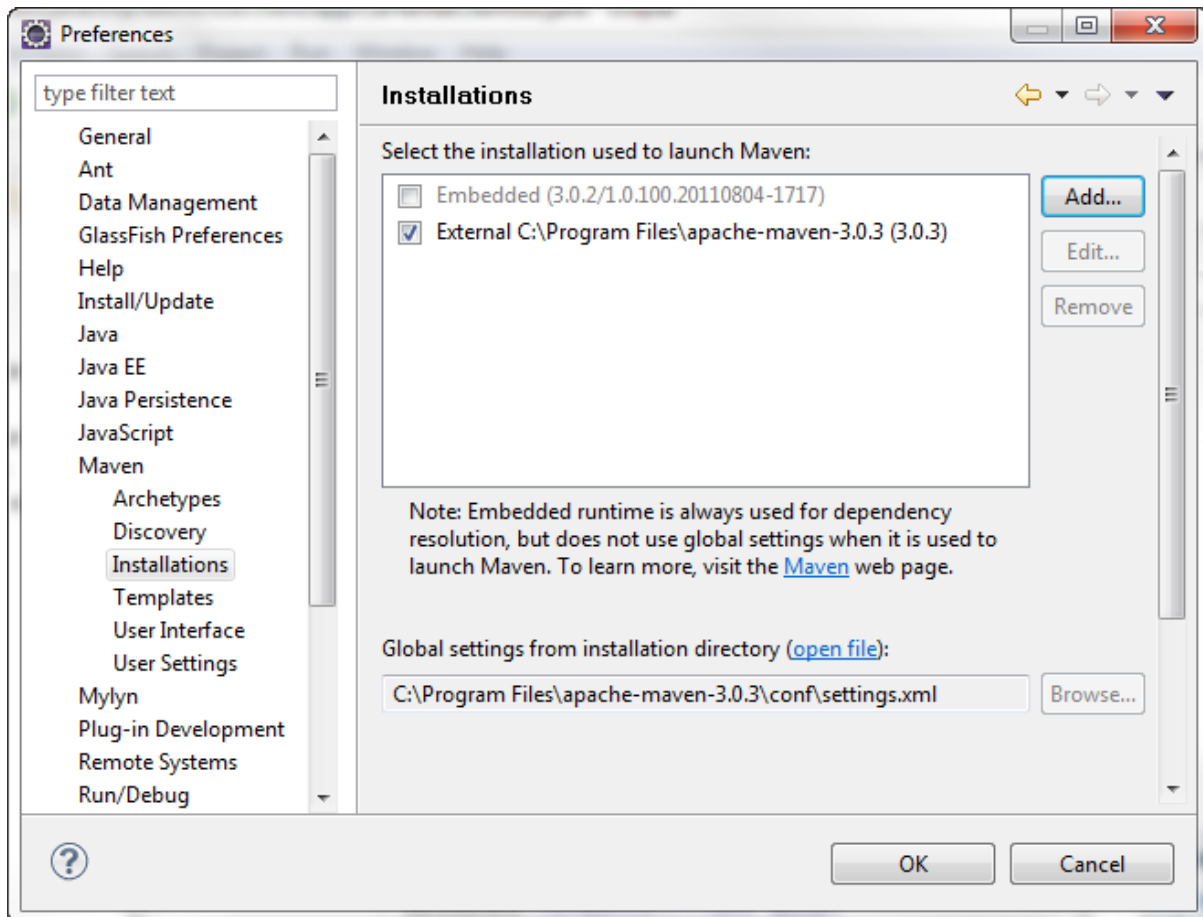 Preferences
type filter text
General
Ant
Data Management
GlassFish Preferences
Help
Install/Update
Java
Java EE
Java Persistence
JavaScript
Maven
Archetypes
Discovery
Installations
Templates
User Interface
User Settings
Mylyn
Plug-in Development
Remote Systems
Run/Debug
Installations
Select the installation used to launch Maven:
Embedded (3.0.2/1.0.100.20110804-1717)
External C:\Program Files\apache-maven-3.0.3 (3.0.3)
Add...
Edit...
Remove
Note: Embedded runtime is always used for dependency
resolution, but does not use global settings when it is used to
launch Maven. To learn more, visit the Maven web page.
Global settings from installation directory (open file):
C:\Program Files\apache-maven-3.0.3\conf\settings.xml
Browse...
OK
Cancel